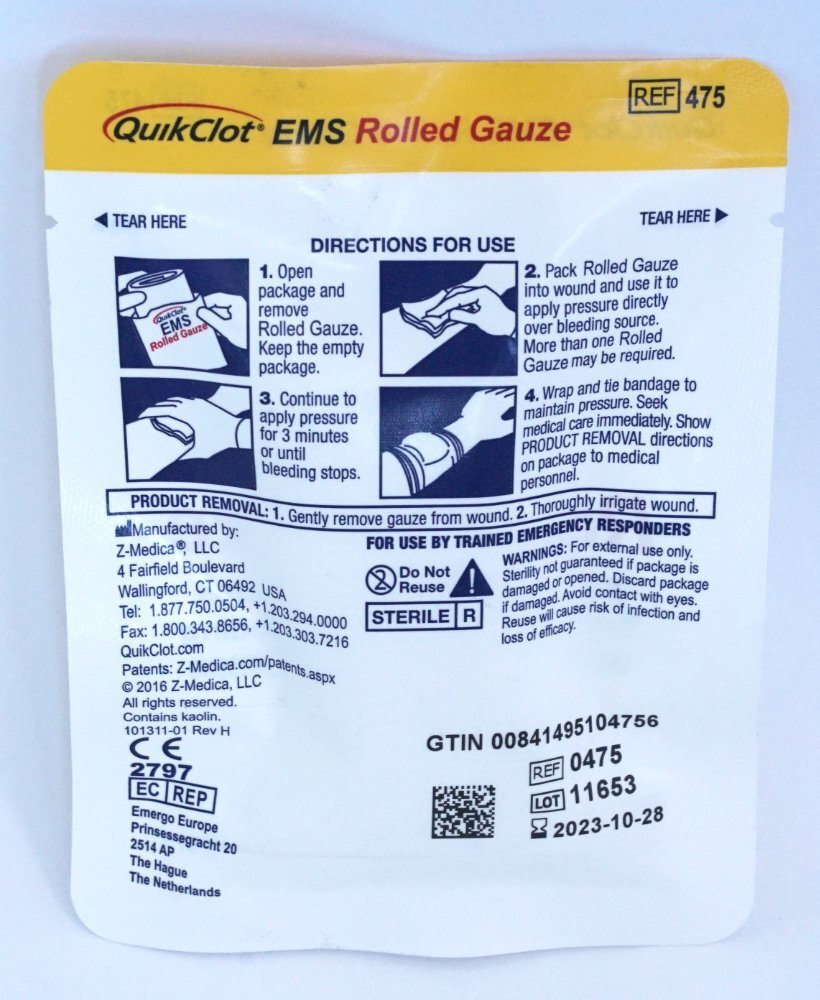 QuikClot® EMS Rolled Gauze
REF 475
TEAR HERE
TEAR HERE
DIRECTIONS FOR USE
1. Open
package and
remove
Rolled Gauze.
Keep the empty
package.
QuikClot®
EMS
Rolled Gauze
2. Pack Rolled Gauze
into wound and use it to
apply pressure directly
over bleeding source.
More than one Rolled
Gauze may be required.
3. Continue to
apply pressure
for 3 minutes
or until
bleeding stops.
4. Wrap and tie bandage to
maintain pressure. Seek
medical care immediately. Show
PRODUCT REMOVAL directions
on package to medical
personnel.
PRODUCT REMOVAL: 1. Gently remove gauze from wound. 2. Thoroughly irrigate wound.
Manufactured by:
Z-Medica®, LLC
4 Fairfield Boulevard
Wallingford, CT 06492 USA
Tel: 1.877.750.0504, +1.203.294.0000
Fax: 1.800.343.8656, +1.203.303.7216
QuikClot.com
Patents: Z-Medica.com/patents.aspx
© 2016 Z-Medica, LLC
All rights reserved.
Contains kaolin.
101311-01 Rev H
CE
2797
EC REP
Emergo Europe
Prinsessegracht 20
2514 AP
The Hague
The Netherlands
FOR USE BY TRAINED EMERGENCY RESPONDERS
2 Do Not
Reuse
STERILE R
WARNINGS: For external use only.
Sterility not guaranteed if package is
damaged or opened. Discard package
if damaged. Avoid contact with eyes.
Reuse will cause risk of infection and
loss of efficacy.
GTIN 00841495104756
REF 0475
LOT 11653
2023-10-28